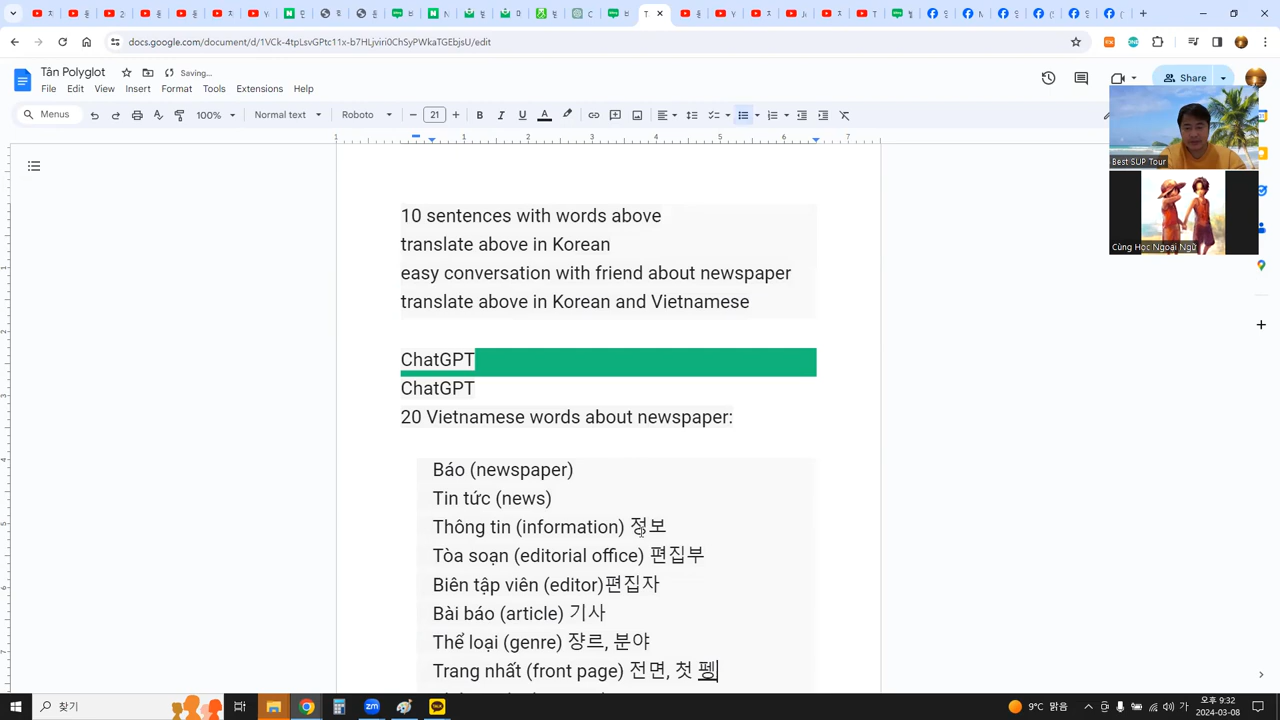 docs.google.com/document/d/1VCk-4tpLsvGPtc11x-b7HLjviri0ChSvPWkaTGEbjsU/edit
Tân Polyglot
Saving...
File Edit View Insert Format Tools Extensions Help
Share
Menus
100%
Normal text
Roboto
21
Best SUP Tour
Cùng Học Ngoại Ngữ
10 sentences with words above
translate above in Korean
easy conversation with friend about newspaper
translate above in Korean and Vietnamese
ChatGPT
ChatGPT
20 Vietnamese words about newspaper:
Báo (newspaper)
Tin tức (news)
Thông tin (information) 정보
Tòa soạn (editorial office) 편집부
Biên tập viên (editor)편집자
Bài báo (article) 기사
Thể loại (genre) 쟝르, 분야
Trang nhất (front page) 전면, 첫 펭
찾기
9°C 맑음
가
오후 9:32
2024-03-08